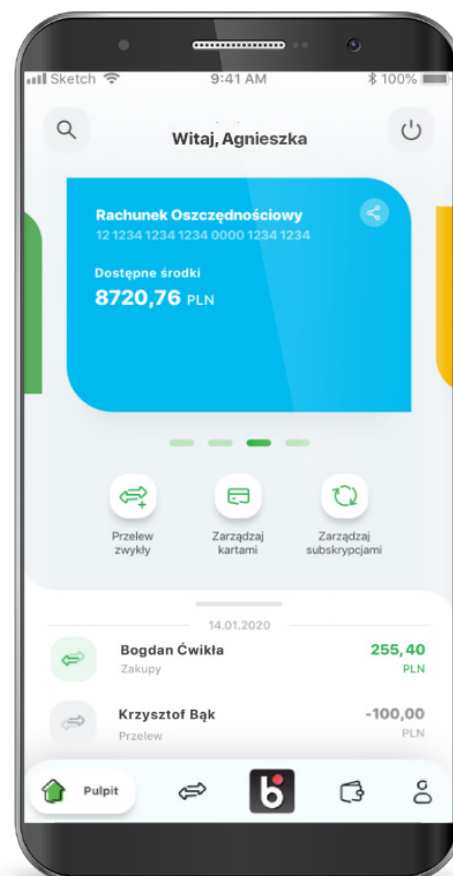 Sketch 9:41 AM 100%
Witaj, Agnieszka
Rachunek Oszczędnościowy
12 1234 1234 1234 0000 1234 1234
Dostępne środki
8720,76 PLN
Przelew
zwykły
Zarządzaj
kartami
Zarządzaj
subskrypcjami
14.01.2020
Bogdan Ćwikła 255,40
Zakupy PLN
Krzysztof Bąk -100,00
Przelew PLN
Pulpit b